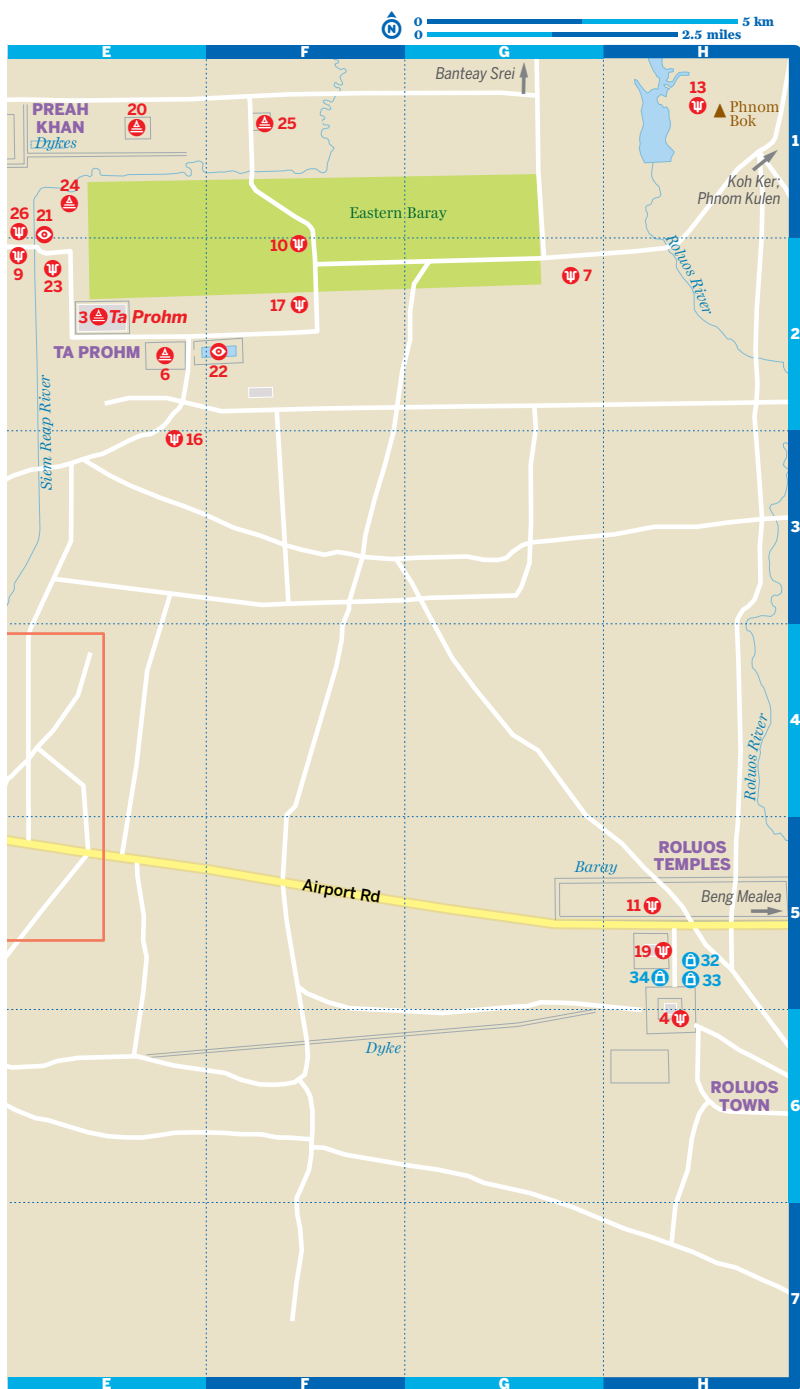 N
0 5 km
0 2.5 miles
E F G H
Banteay Srei
13
Phnom
Bok
20
PREAH
KHAN
Dykes
25
1
Koh Ker;
Phnom Kulen
24
26 21
Eastern Baray
10
9
23
7
Roluos River
17
3 Ta Prohm
2
TA PROHM
6
22
Siem Reap River
16
3
4
Roluos River
ROLUOS
TEMPLES
Baray
Airport Rd
Beng Mealea
11
5
19
32
34
33
4
Dyke
ROLUOS
TOWN
6
7
E F G H